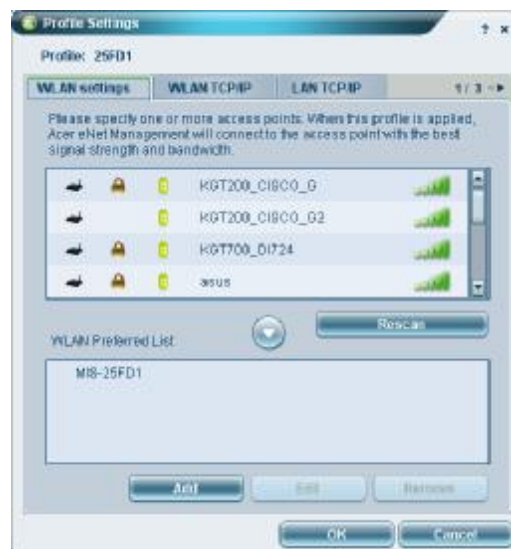 Profile Settings
? x
Profile: 25FD1
WLAN settings WLAN TCP/IP LAN TCP/IP 1 / 3
Please specify one or more access points. When this profile is applied,
Acer eNet Management will connect to the access point with the best
signal strength and bandwidth.
KGT200_CISCO_G
KGT200_CISCO_G2
KGT700_DI724
asus
Rescan
WLAN Preferred List
MIS-25FD1
Add Edit Remove
OK Cancel